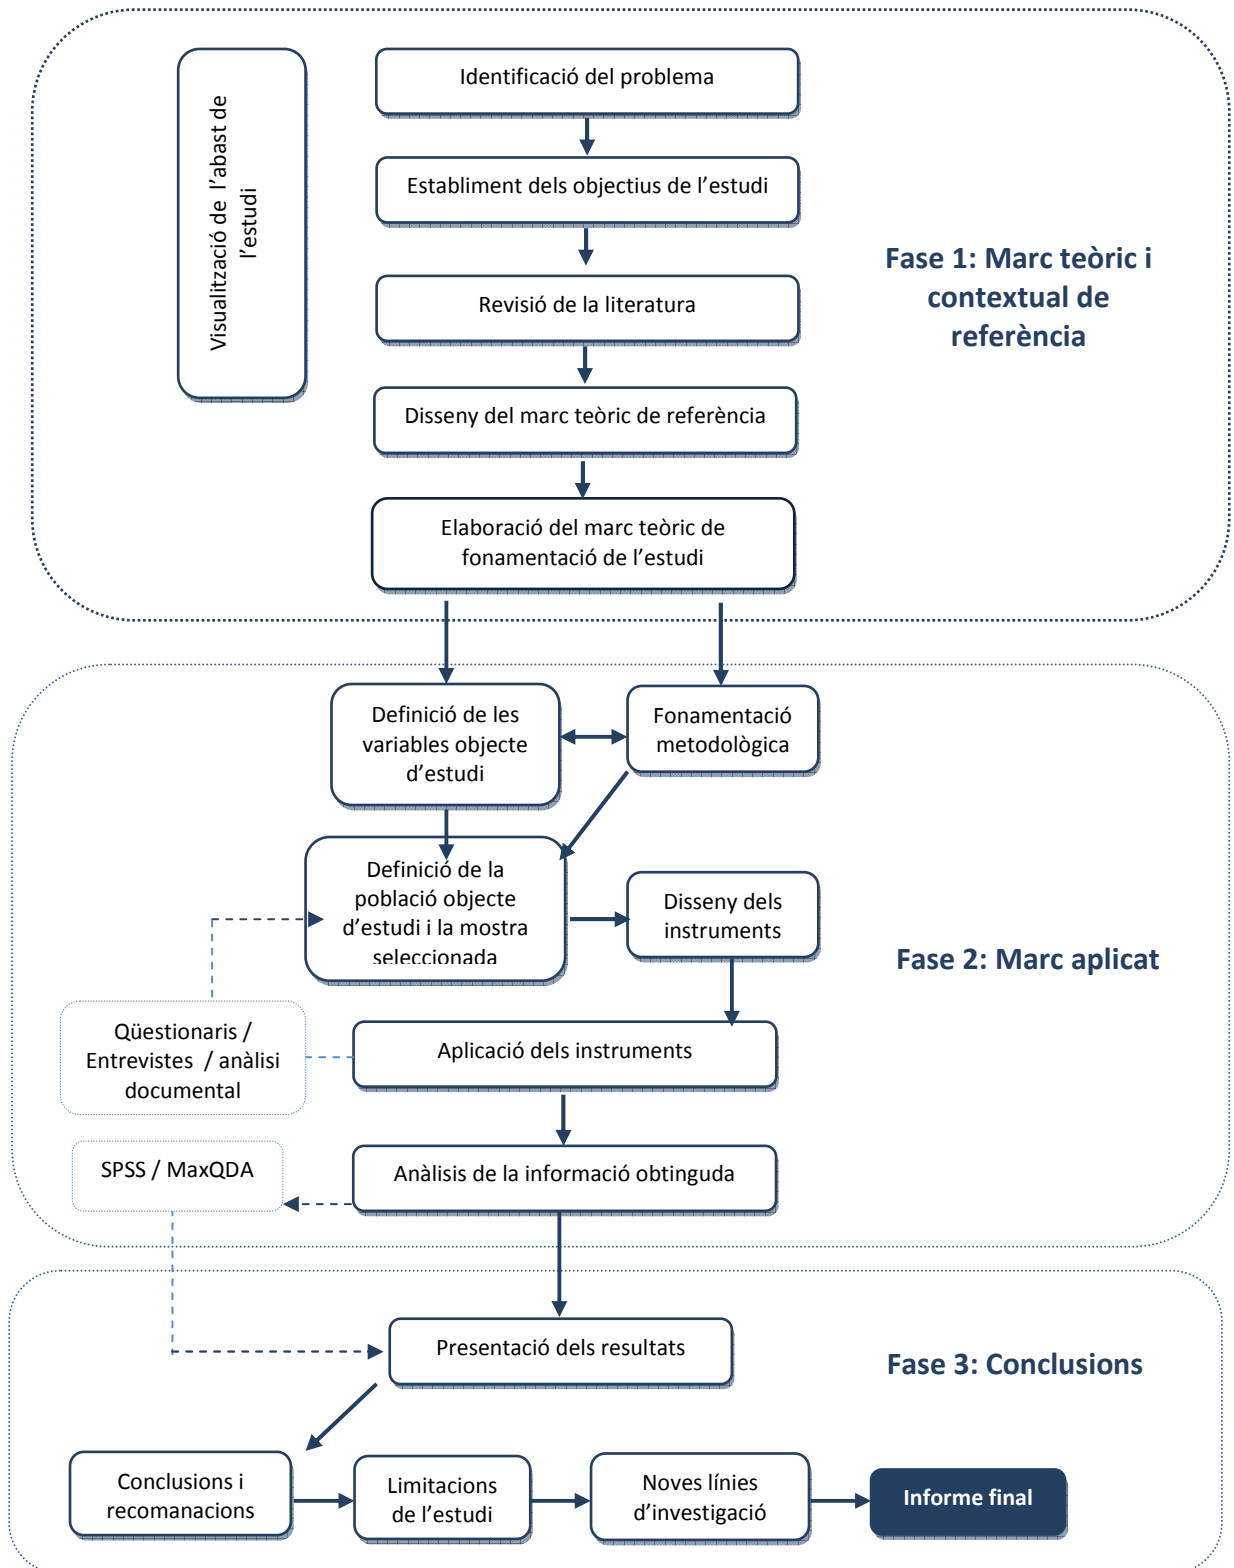 Visualització de l’abast de
l’estudi
Identificació del problema
Establiment dels objectius de l’estudi
Revisió de la literatura
Disseny del marc teòric de referència
Elaboració del marc teòric de
fonamentació de l’estudi
Fase 1: Marc teòric i
contextual de
referència
Definició de les
variables objecte
d’estudi
Fonamentació
metodològica
Definició de la
població objecte
d’estudi i la mostra
seleccionada
Disseny dels
instruments
Fase 2: Marc aplicat
Qüestionaris /
Entrevistes / anàlisi
documental
Aplicació dels instruments
SPSS / MaxQDA
Anàlisis de la informació obtinguda
Presentació dels resultats
Fase 3: Conclusions
Conclusions i
recomanacions
Limitacions
de l’estudi
Noves línies
d’investigació
Informe final